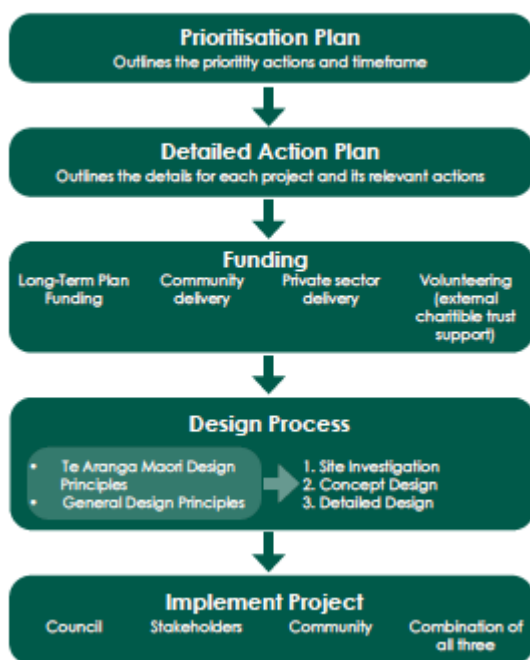 Prioritisation Plan
Outlines the prioritity actions and timeframe
Detailed Action Plan
Outlines the details for each project and its relevant actions
Funding
Long-Term Plan Funding
Community delivery
Private sector delivery
Volunteering (external charitible trust support)
Design Process
• Te Aranga Maori Design Principles
• General Design Principles
1. Site Investigation
2. Concept Design
3. Detailed Design
Implement Project
Council
Stakeholders
Community
Combination of all three